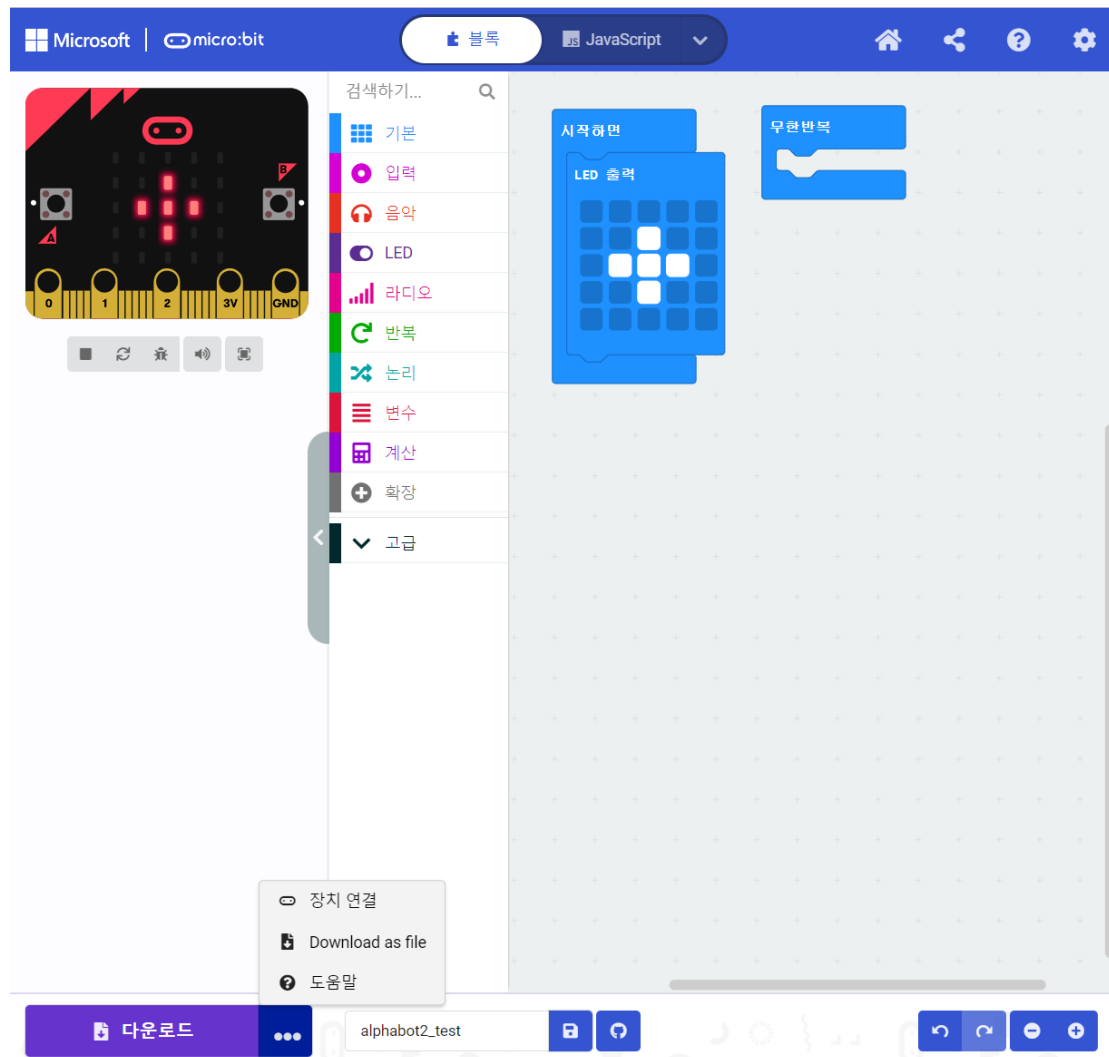 Microsoft micro:bit
블록
JS JavaScript
검색하기...
기본
입력
음악
LED
라디오
반복
논리
변수
계산
확장
고급
시작하면
LED 출력
무한반복
B
A
0 1 2 3V GND
장치 연결
Download as file
도움말
다운로드
alphabot2_test